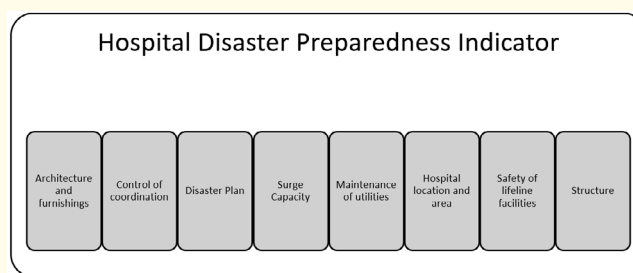 Hospital Disaster Preparedness Indicator
Architecture
and
furnishings
Control of
coordination
Disaster Plan
Surge
Capacity
Maintenance
of utilities
Hospital
location and
area
Safety of
lifeline
facilities
Structure